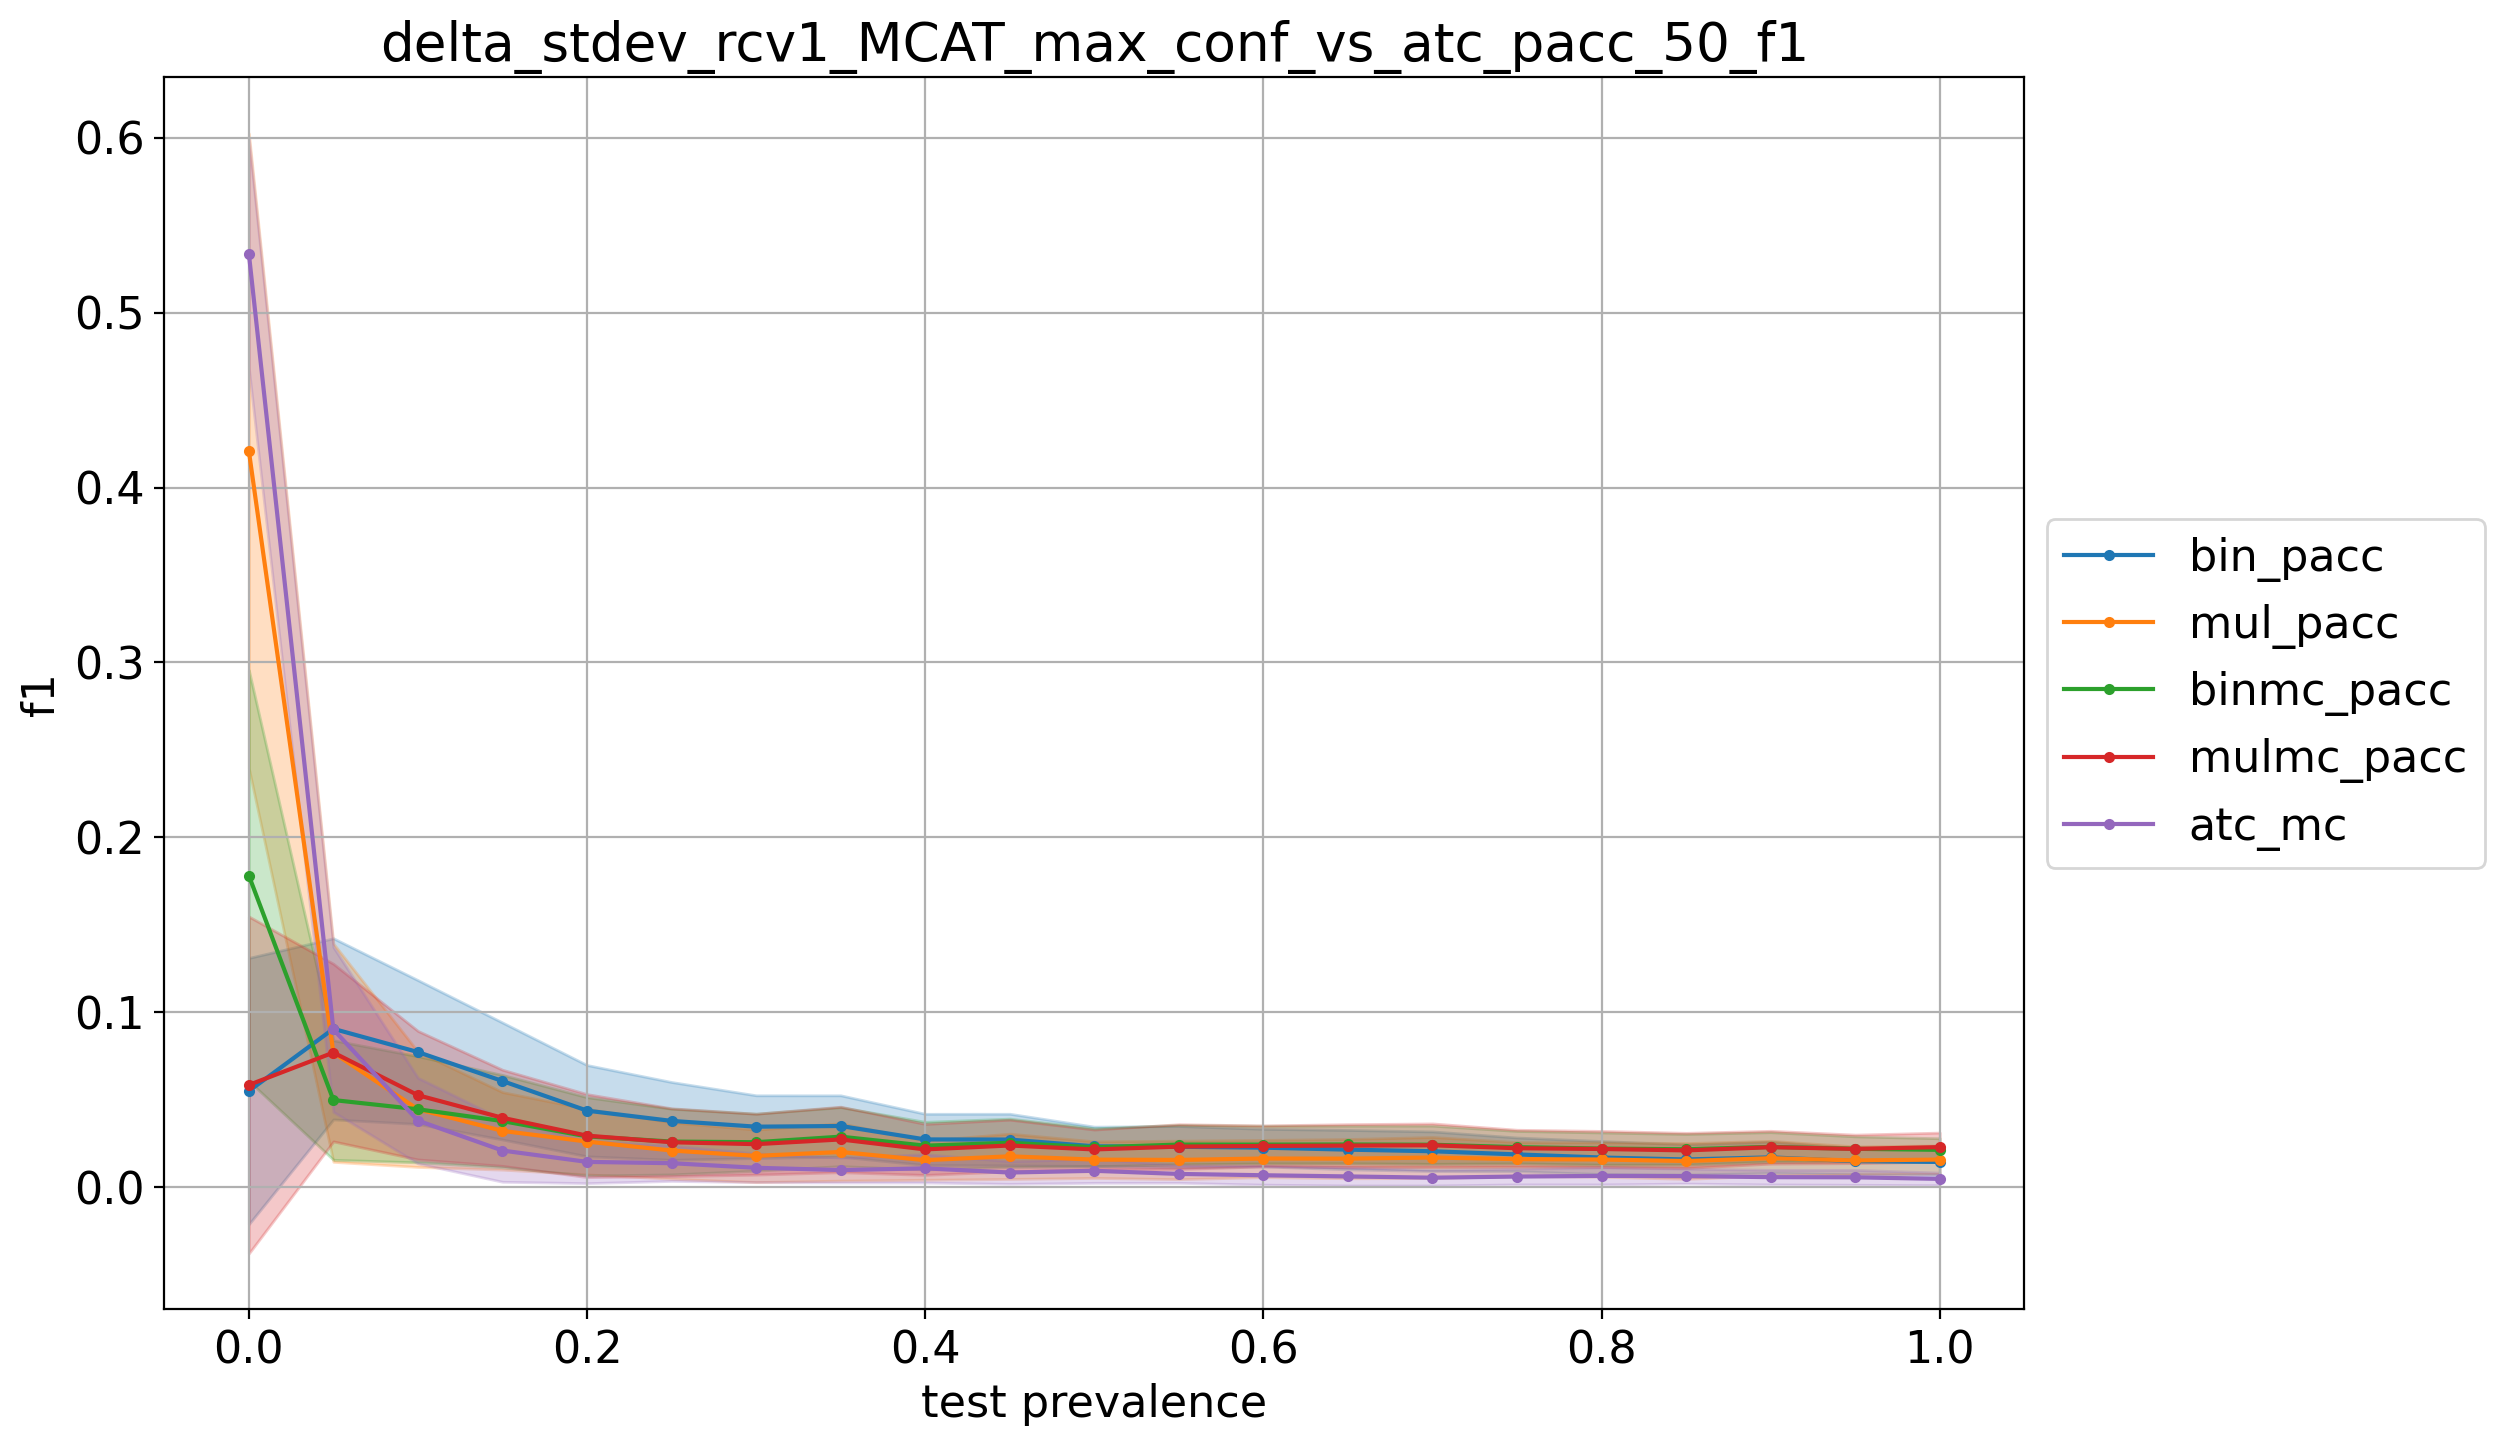 delta_stdev_rcv1_MCAT_max_conf_vs_atc_pacc_50_f1
0.6
0.5
0.4
0.3
0.2
0.1
0.0
f1
0.0 0.2 0.4 0.6 0.8 1.0
test prevalence
bin_pacc
mul_pacc
binmc_pacc
mulmc_pacc
atc_mc